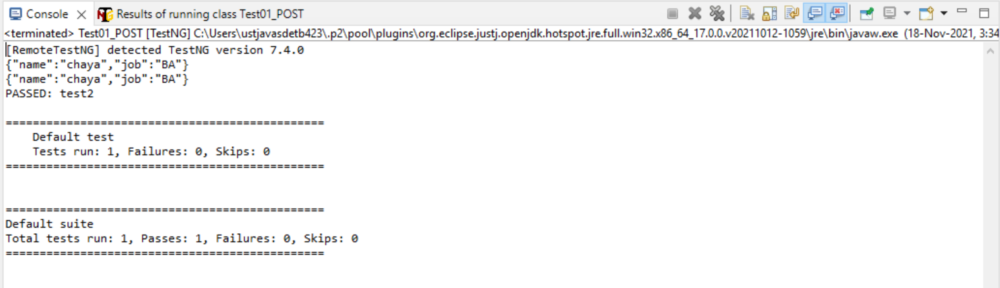 Console Results of running class Test01_POST
<terminated> Test01_POST [TestNG] C:\Users\ustjavasdetb423\.p2\pool\plugins\org.eclipse.justj.openjdk.hotspot.jre.full.win32.x86_64_17.0.0.v20211012-1059\jre\bin\javaw.exe (18-Nov-2021, 3:34
[RemoteTestNG] detected TestNG version 7.4.0
{"name":"chaya","job":"BA"}
{"name":"chaya","job":"BA"}
PASSED: test2
===============================================
Default test
Tests run: 1, Failures: 0, Skips: 0
===============================================
===============================================
Default suite
Total tests run: 1, Passes: 1, Failures: 0, Skips: 0
===============================================